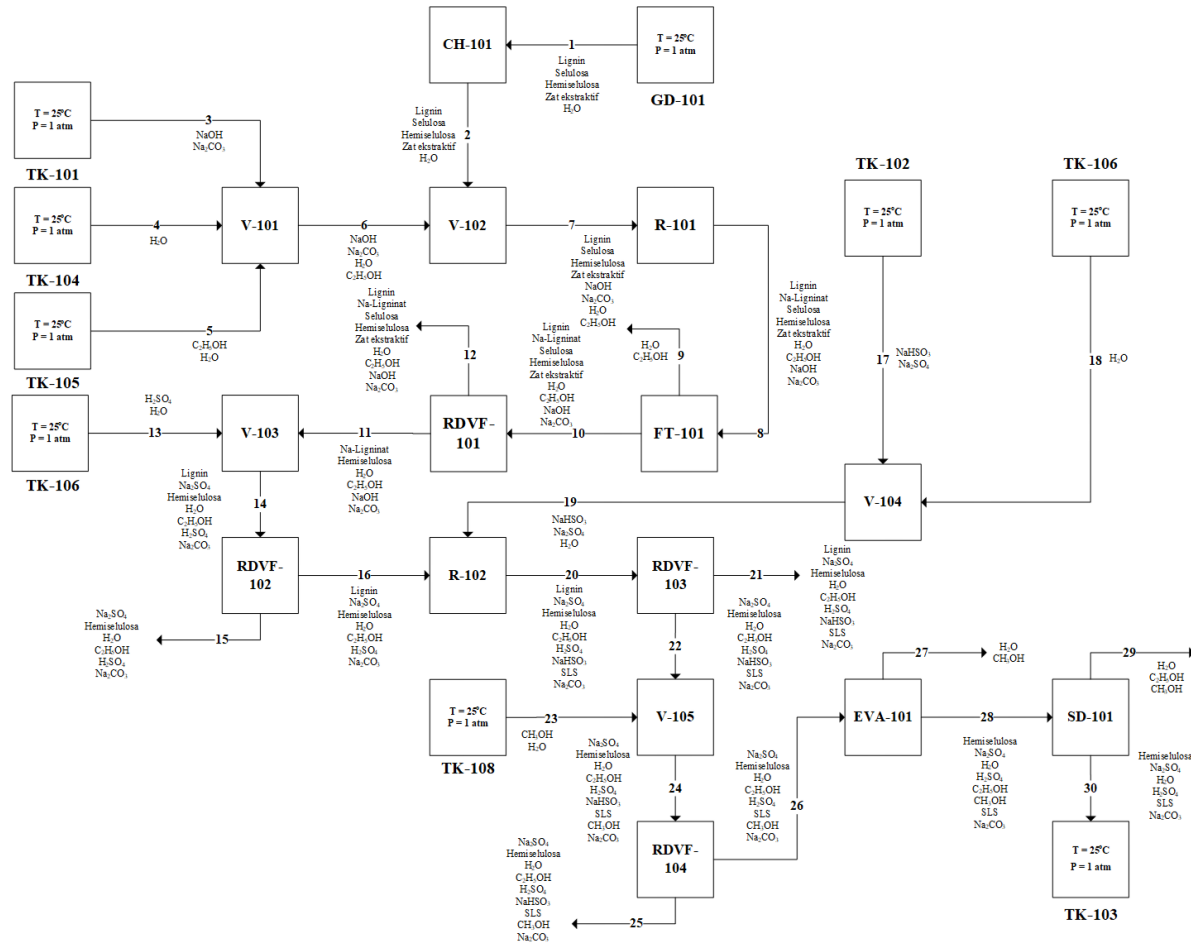 CH-101
1
Lignin
Selulosa
Hemiselulosa
Zat ekstraktif
H₂O
T = 25°C
P = 1 atm
GD-101
Lignin
Selulosa
Hemiselulosa
Zat ekstraktif
H₂O
2
T = 25°C
P = 1 atm
TK-101
3
NaOH
Na₂CO₃
T = 25°C
P = 1 atm
TK-104
4
H₂O
V-101
6
NaOH
Na₂CO₃
H₂O
C₂H₅OH
V-102
7
Lignin
Selulosa
Hemiselulosa
Zat ekstraktif
NaOH
Na₂CO₃
H₂O
C₂H₅OH
R-101
TK-102
T = 25°C
P = 1 atm
TK-106
T = 25°C
P = 1 atm
T = 25°C
P = 1 atm
TK-105
5
C₂H₅OH
H₂O
Lignin
Na-Ligninat
Selulosa
Hemiselulosa
Zat ekstraktif
H₂O
C₂H₅OH
NaOH
Na₂CO₃
12
Lignin
Na-Ligninat
Selulosa
Hemiselulosa
Zat ekstraktif
H₂O
C₂H₅OH
NaOH
Na₂CO₃
H₂O
C₂H₅OH
9
Lignin
Na-Ligninat
Selulosa
Hemiselulosa
Zat ekstraktif
H₂O
C₂H₅OH
NaOH
Na₂CO₃
17
NaHSO₃
Na₂SO₄
18
H₂O
T = 25°C
P = 1 atm
TK-106
H₂SO₄
H₂O
13
V-103
11
Na-Ligninat
Hemiselulosa
H₂O
C₂H₅OH
NaOH
Na₂CO₃
RDVF-
101
10
FT-101
8
Lignin
Na₂SO₄
Hemiselulosa
H₂O
C₂H₅OH
H₂SO₄
Na₂CO₃
14
19
NaHSO₃
Na₂SO₄
H₂O
V-104
RDVF-
102
15
Na₂SO₄
Hemiselulosa
H₂O
C₂H₅OH
H₂SO₄
Na₂CO₃
16
Lignin
Na₂SO₄
Hemiselulosa
H₂O
C₂H₅OH
H₂SO₄
Na₂CO₃
R-102
20
Lignin
Na₂SO₄
Hemiselulosa
H₂O
C₂H₅OH
H₂SO₄
NaHSO₃
SLS
Na₂CO₃
RDVF-
103
21
Na₂SO₄
Hemiselulosa
H₂O
C₂H₅OH
H₂SO₄
NaHSO₃
SLS
Na₂CO₃
Lignin
Na₂SO₄
Hemiselulosa
H₂O
C₂H₅OH
H₂SO₄
NaHSO₃
SLS
Na₂CO₃
22
T = 25°C
P = 1 atm
TK-108
23
CH₃OH
H₂O
V-105
Na₂SO₄
Hemiselulosa
H₂O
C₂H₅OH
H₂SO₄
NaHSO₃
SLS
CH₃OH
Na₂CO₃
24
RDVF-
104
25
Na₂SO₄
Hemiselulosa
H₂O
C₂H₅OH
H₂SO₄
NaHSO₃
SLS
CH₃OH
Na₂CO₃
26
Na₂SO₄
Hemiselulosa
H₂O
C₂H₅OH
H₂SO₄
SLS
CH₃OH
Na₂CO₃
EVA-101
27
H₂O
CH₃OH
28
Hemiselulosa
Na₂SO₄
H₂O
H₂SO₄
C₂H₅OH
CH₃OH
SLS
Na₂CO₃
SD-101
29
H₂O
C₂H₅OH
CH₃OH
30
Hemiselulosa
Na₂SO₄
H₂O
H₂SO₄
SLS
Na₂CO₃
T = 25°C
P = 1 atm
TK-103